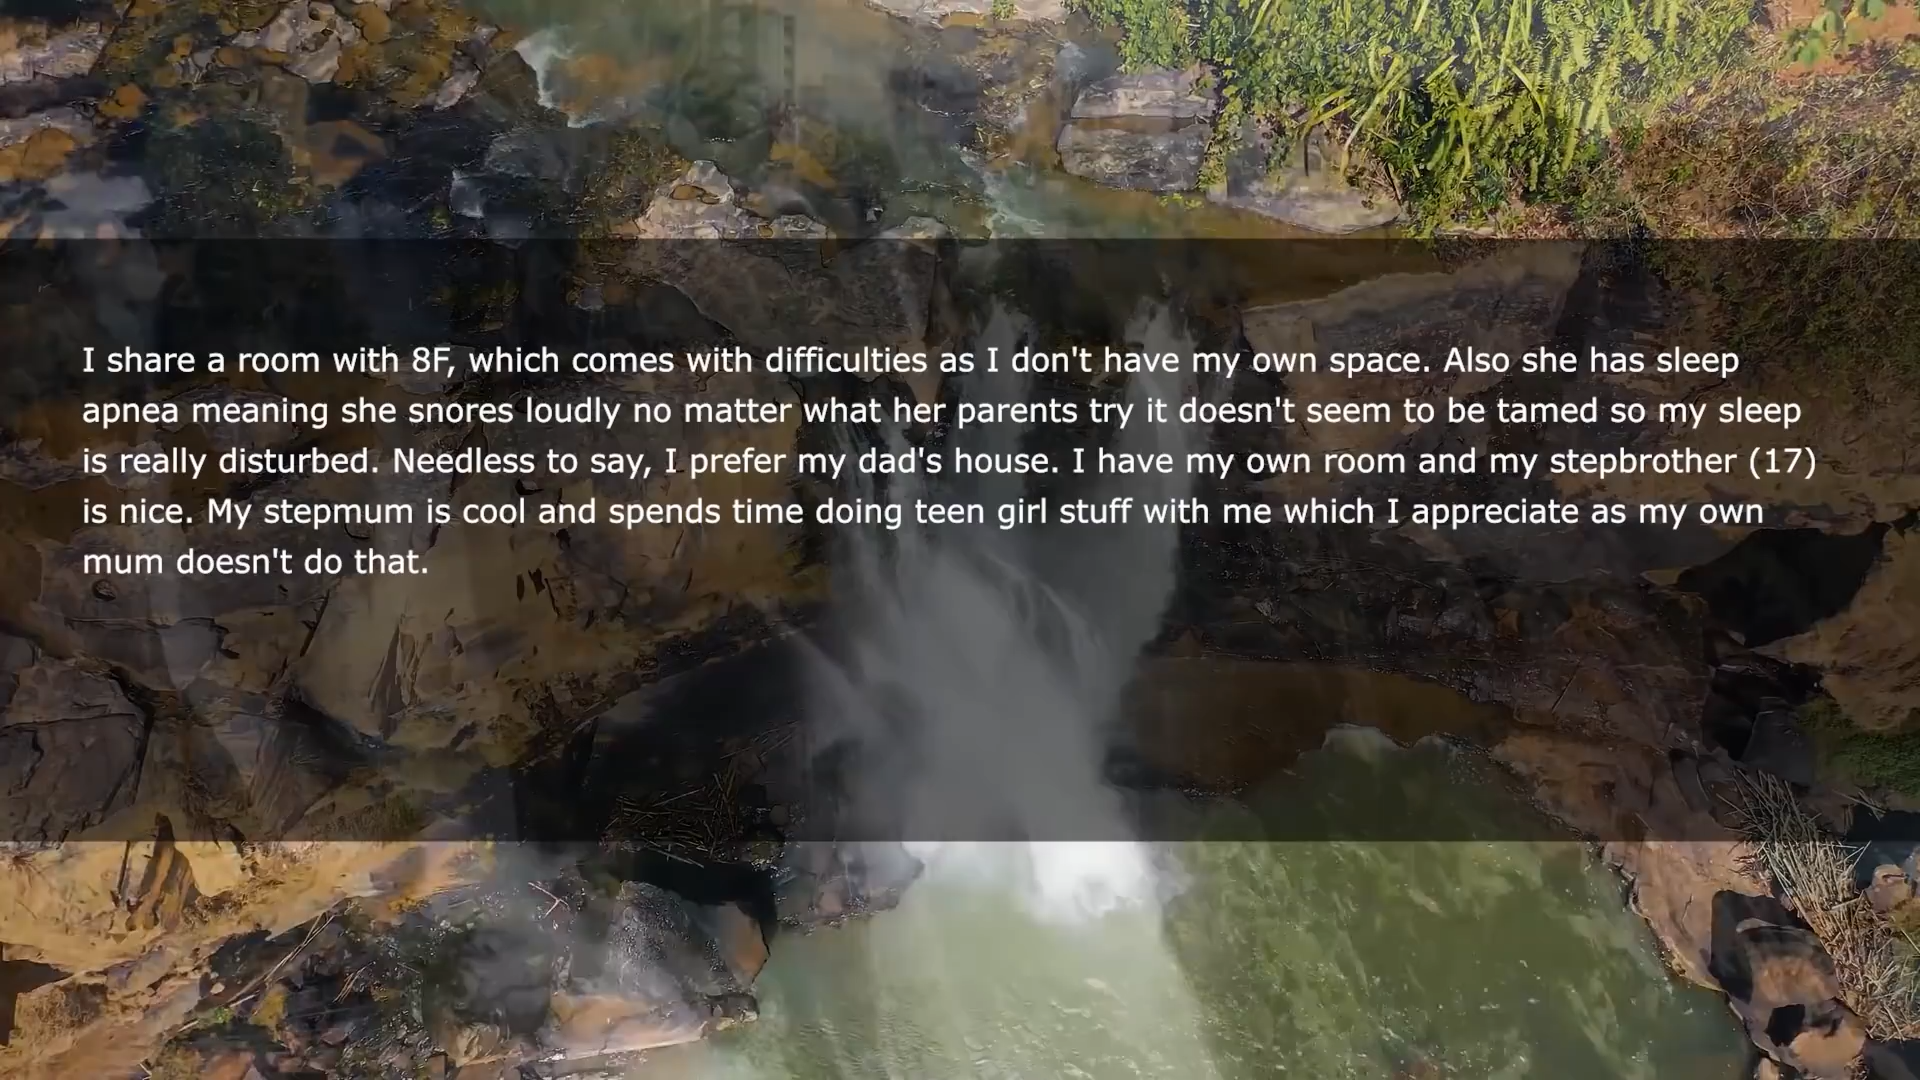 I share a room with 8F, which comes with difficulties as I don't have my own space. Also she has sleep
apnea meaning she snores loudly no matter what her parents try it doesn't seem to be tamed so my sleep
is really disturbed. Needless to say, I prefer my dad's house. I have my own room and my stepbrother (17)
is nice. My stepmum is cool and spends time doing teen girl stuff with me which I appreciate as my own
mum doesn't do that.